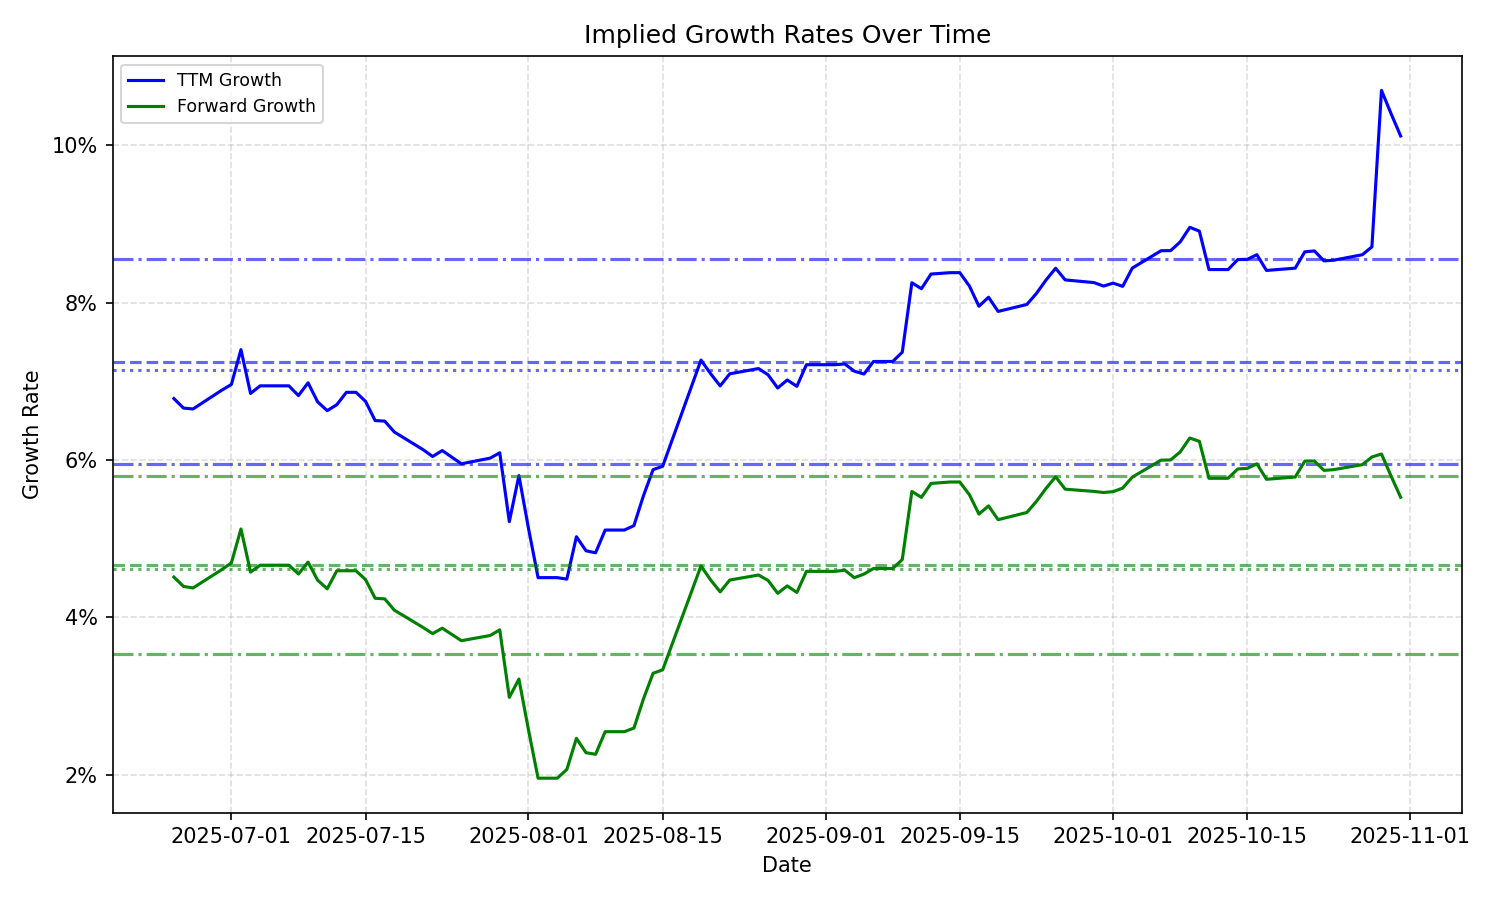 Implied Growth Rates Over Time
TTM Growth
Forward Growth
10%
8%
6%
4%
2%
Growth Rate
2025-07-01 2025-07-15 2025-08-01 2025-08-15 2025-09-01 2025-09-15 2025-10-01 2025-10-15 2025-11-01
Date